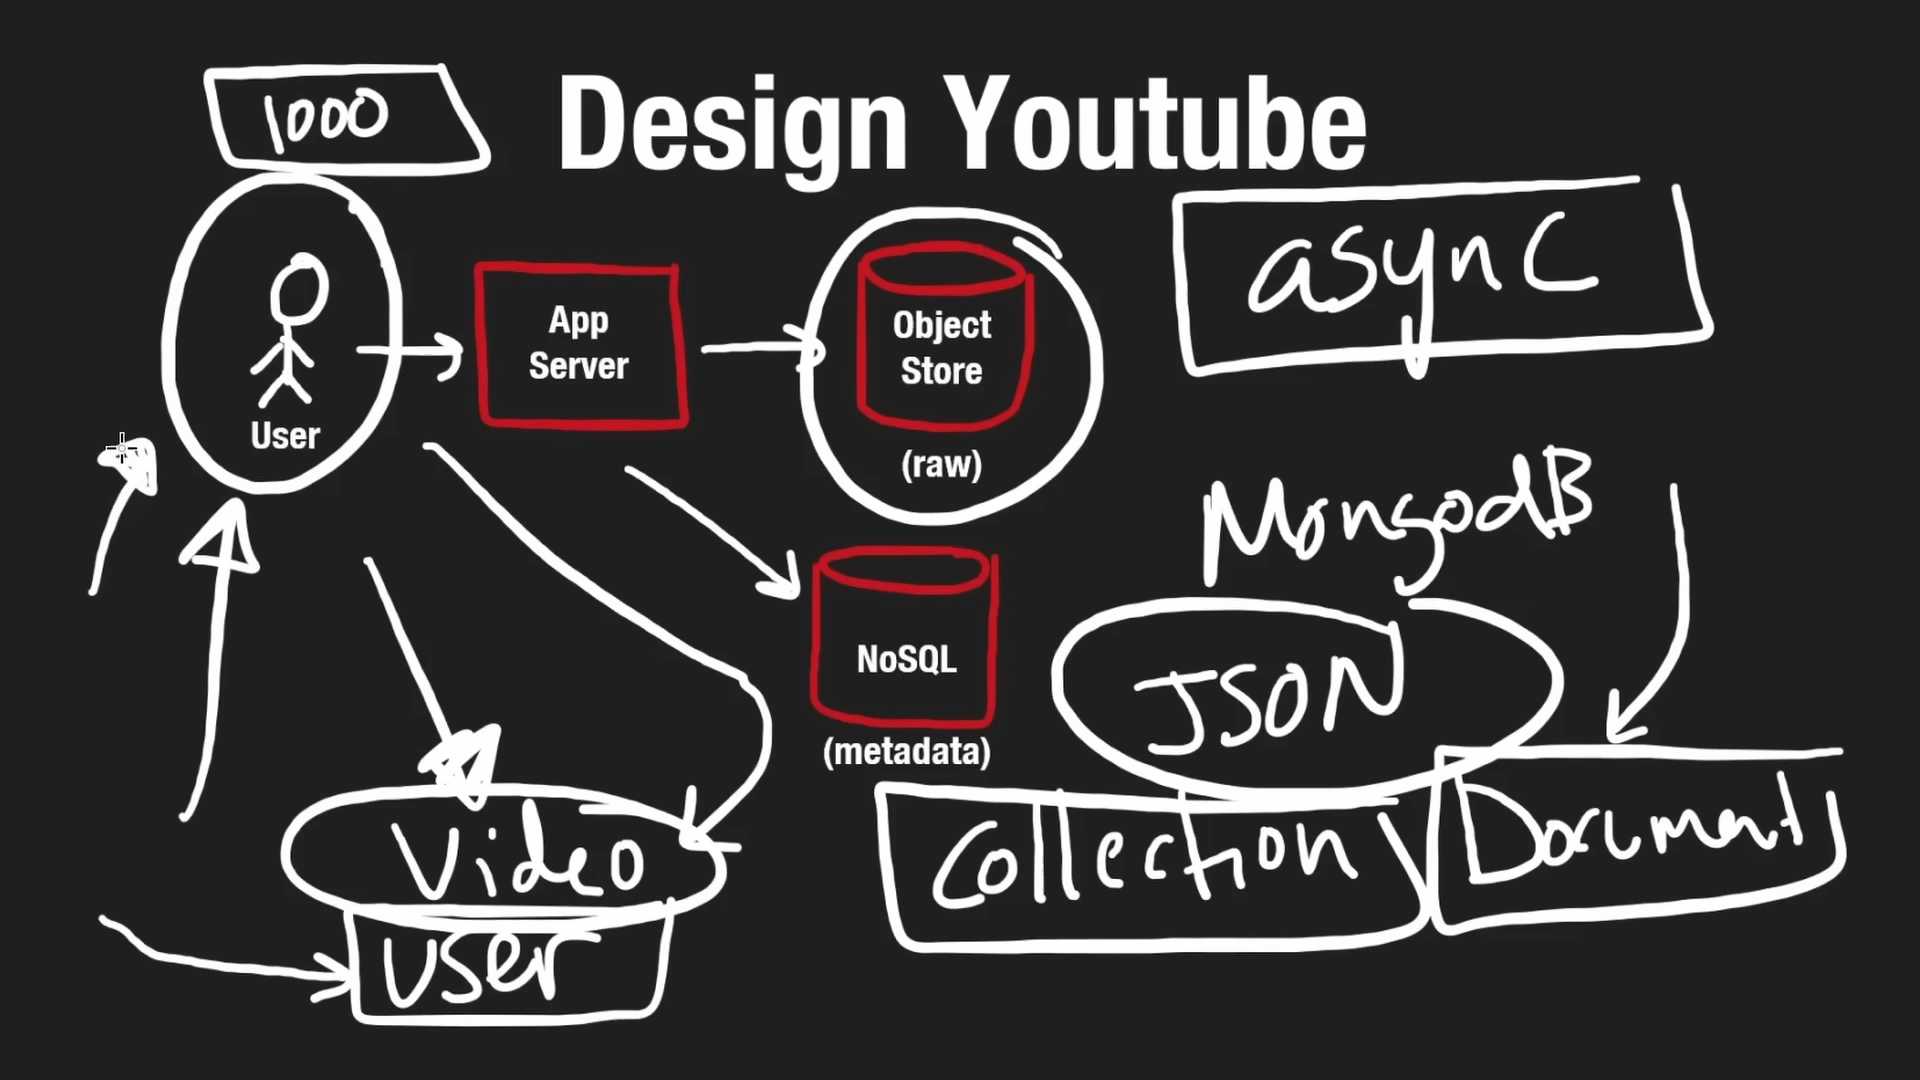 1000
Design Youtube
async
App
Server
Object
Store
(raw)
User
MongodB
NoSQL
(metadata)
JSON
Video
user
Collection
Document